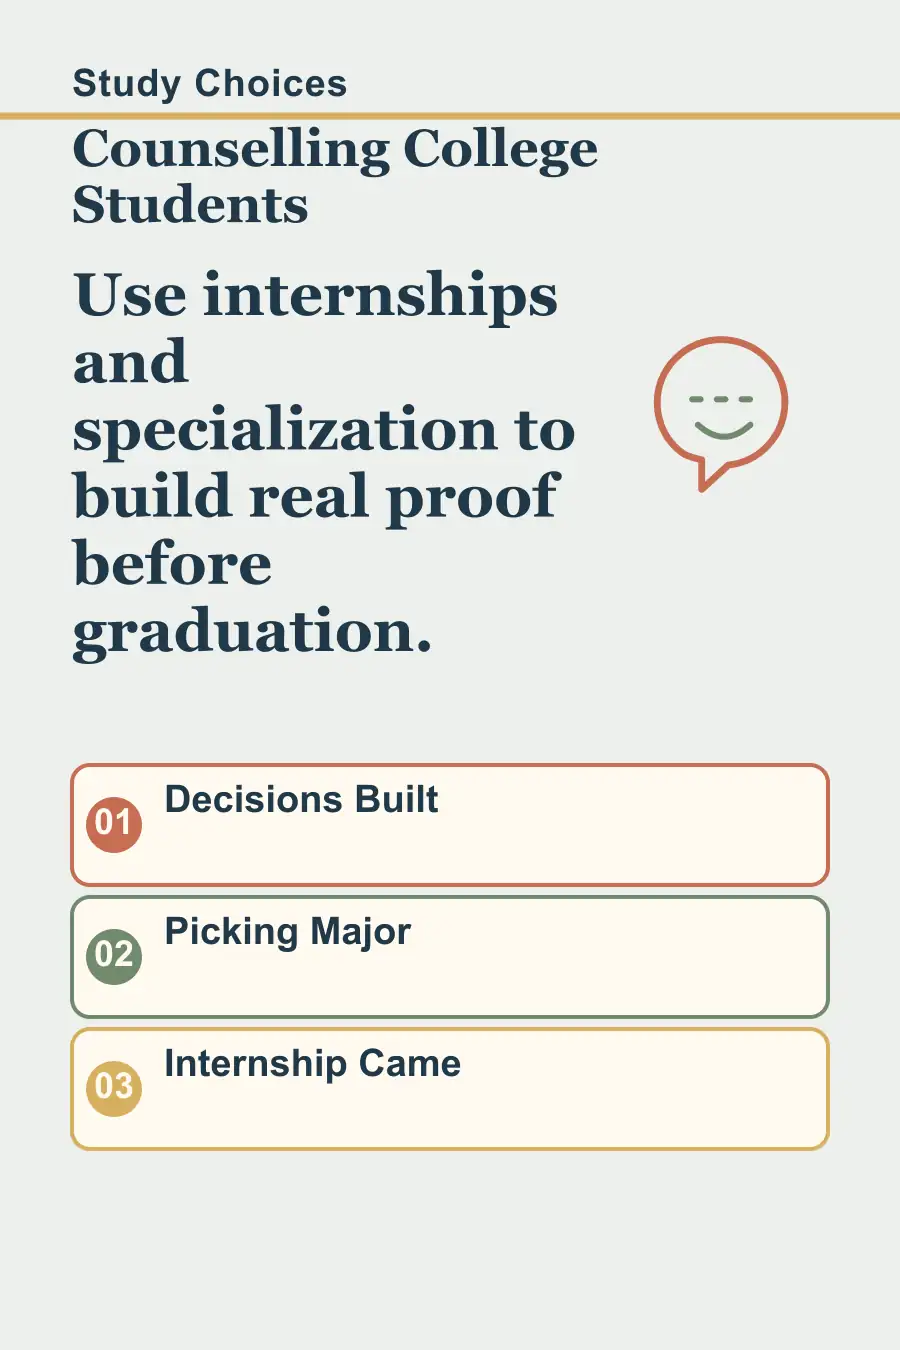 Study Choices
Counselling College
Students
Use internships
and
specialization to
build real proof
before
graduation.
01
Decisions Built
02
Picking Major
03
Internship Came